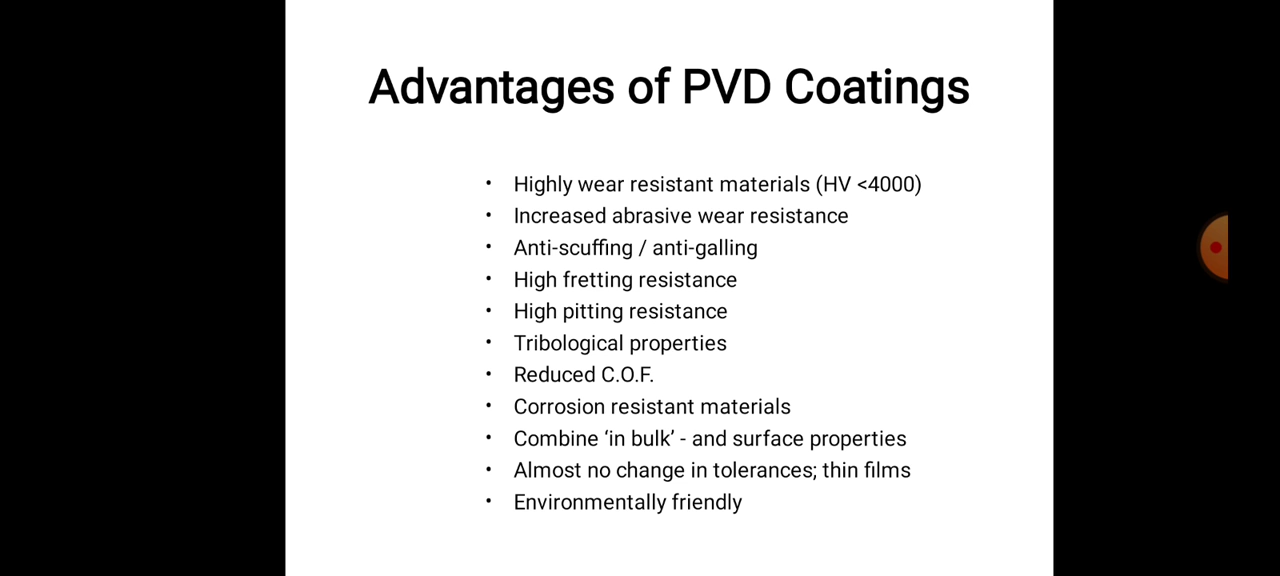 Advantages of PVD Coatings
• Highly wear resistant materials (HV <4000)
• Increased abrasive wear resistance
• Anti-scuffing / anti-galling
• High fretting resistance
• High pitting resistance
• Tribological properties
• Reduced C.O.F.
• Corrosion resistant materials
• Combine ‘in bulk’ - and surface properties
• Almost no change in tolerances; thin films
• Environmentally friendly